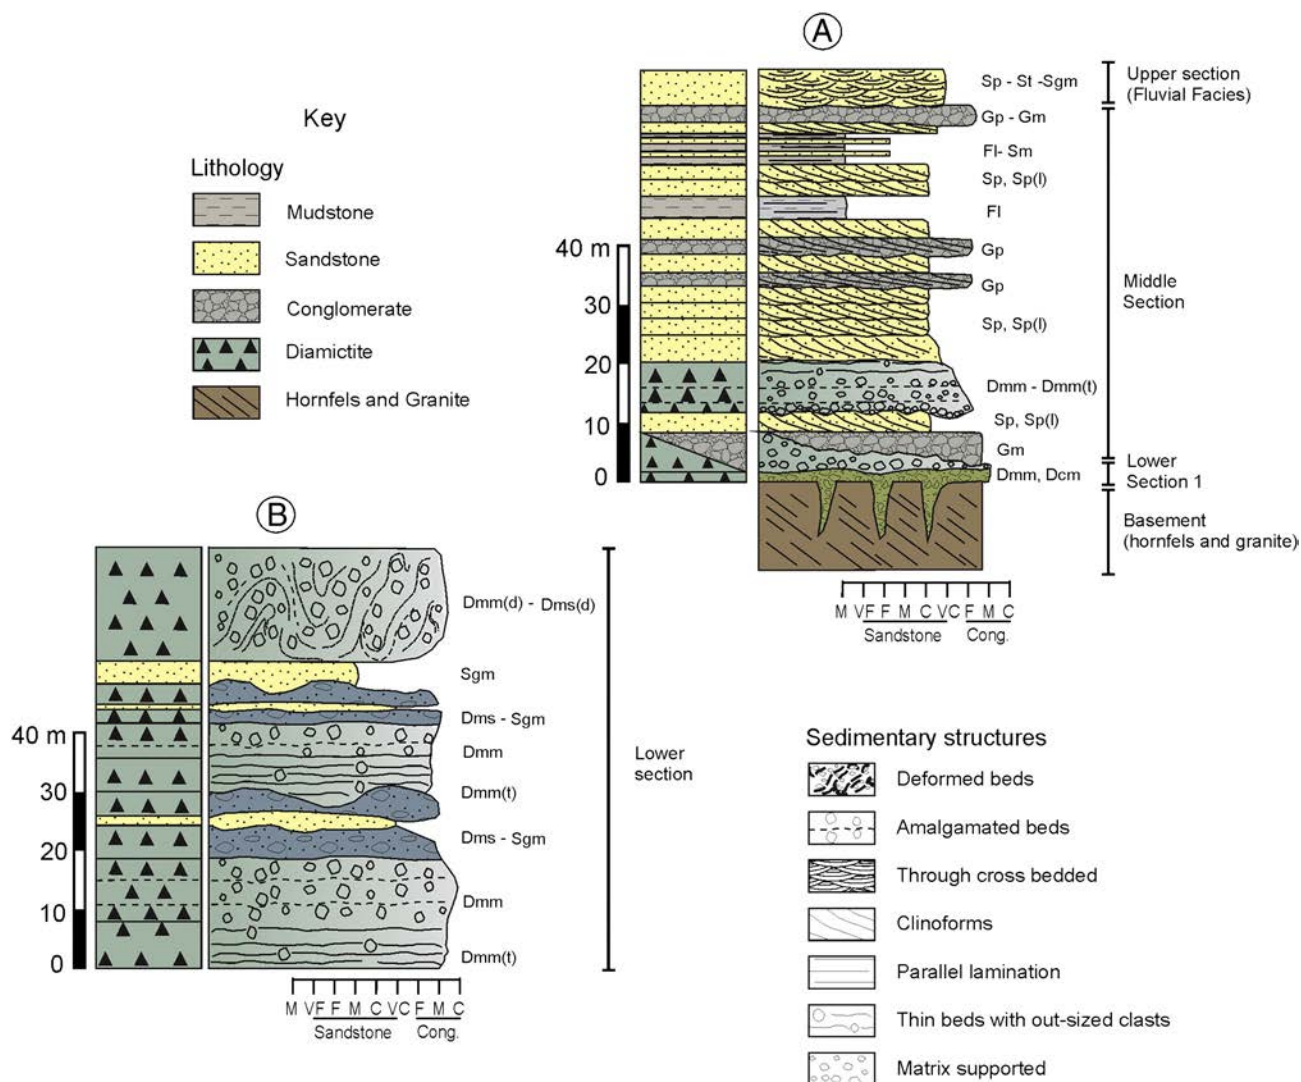 Key
Lithology
Mudstone
Sandstone
Conglomerate
Diamictite
Hornfels and Granite
A
Sp - St -Sgm
Gp - Gm
Fl- Sm
Sp, Sp(l)
Fl
Gp
Gp
Sp, Sp(l)
Dmm - Dmm(t)
Sp, Sp(l)
Gm
Dmm, Dcm
Upper section
(Fluvial Facies)
Middle
Section
Lower
Section 1
Basement
(hornfels and granite)
40 m
30
20
10
0
M VF F M C VC F M C
Sandstone Cong.
B
Dmm(d) - Dms(d)
Sgm
Dms - Sgm
Dmm
Dmm(t)
Dms - Sgm
Dmm
Dmm(t)
Lower
section
40 m
30
20
10
0
M VF F M C VC F M C
Sandstone Cong.
Sedimentary structures
Deformed beds
Amalgamated beds
Through cross bedded
Clinoforms
Parallel lamination
Thin beds with out-sized clasts
Matrix supported